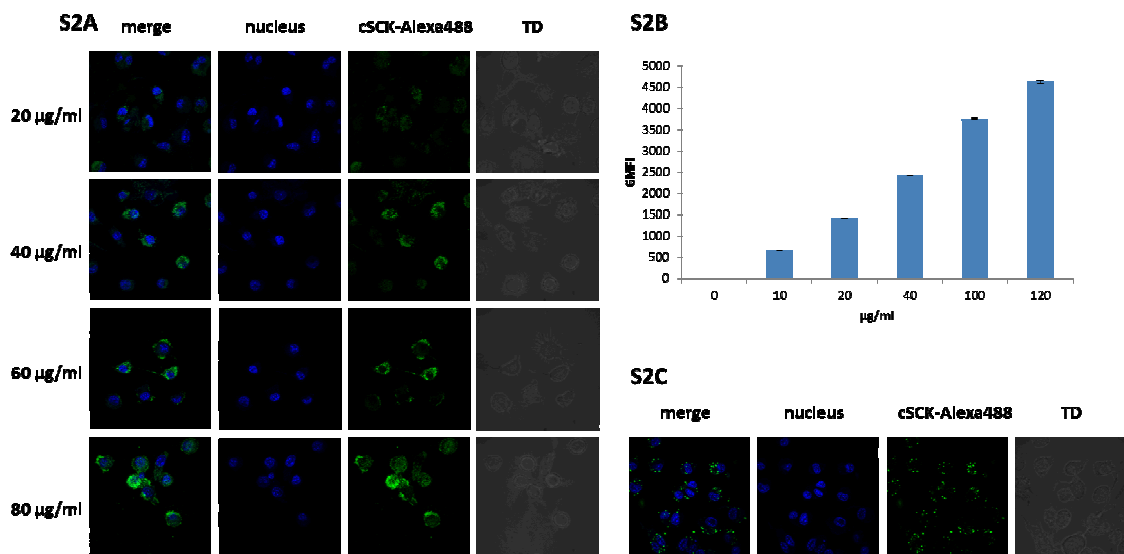 S2A
merge nucleus cSCK-Alexa488 TD
20 µg/ml
40 µg/ml
60 µg/ml
80 µg/ml
S2B
5000
4500
4000
3500
3000
2500
2000
1500
1000
500
0
GMFI
0 10 20 40 100 120
µg/ml
S2C
merge nucleus cSCK-Alexa488 TD